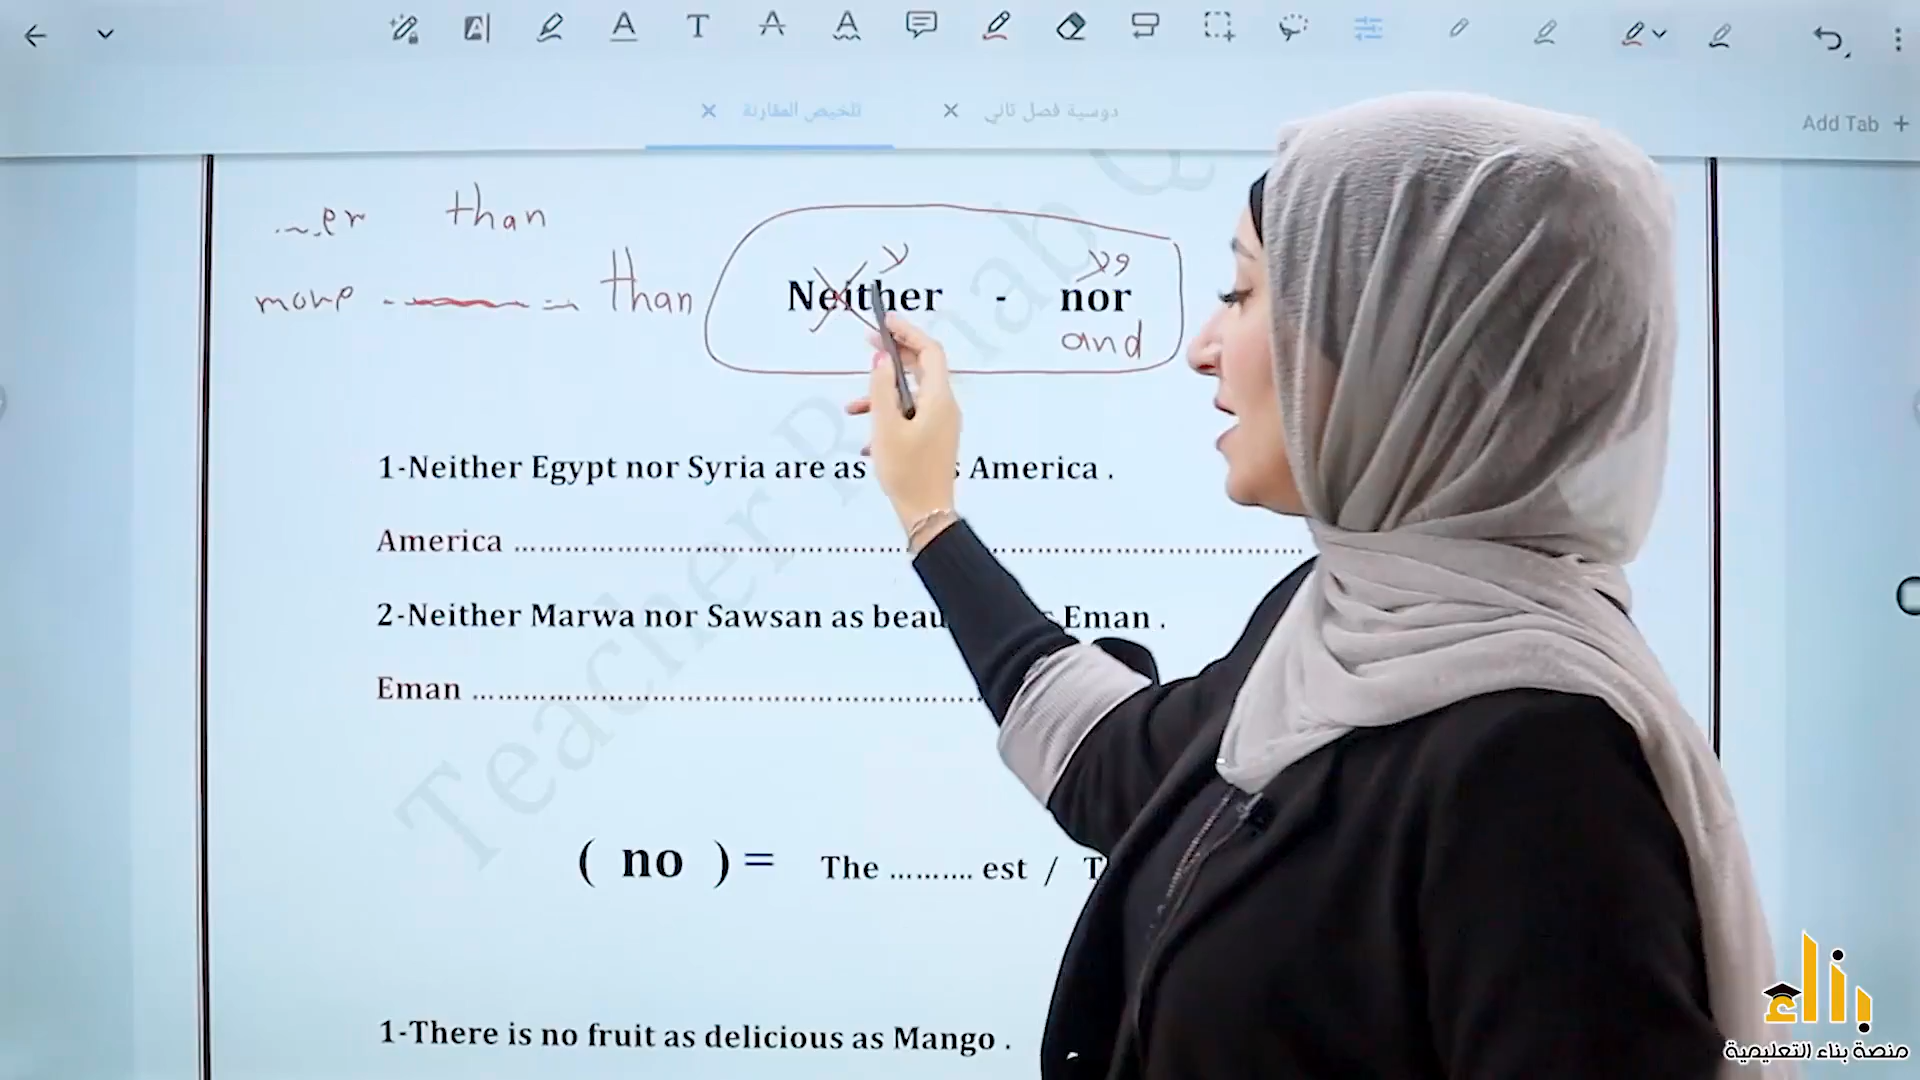 تلخيص المقارنة
دوسية فصل ثاني
Add Tab +
er than
more than
لا ولا
Neither - nor
and
1-Neither Egypt nor Syria are as America .
America ..........................................................................
2-Neither Marwa nor Sawsan as beau Eman .
Eman ..........................................................
( no ) = The .......... est / T
1-There is no fruit as delicious as Mango .
Teacher
بناء
منصة بناء التعليمية